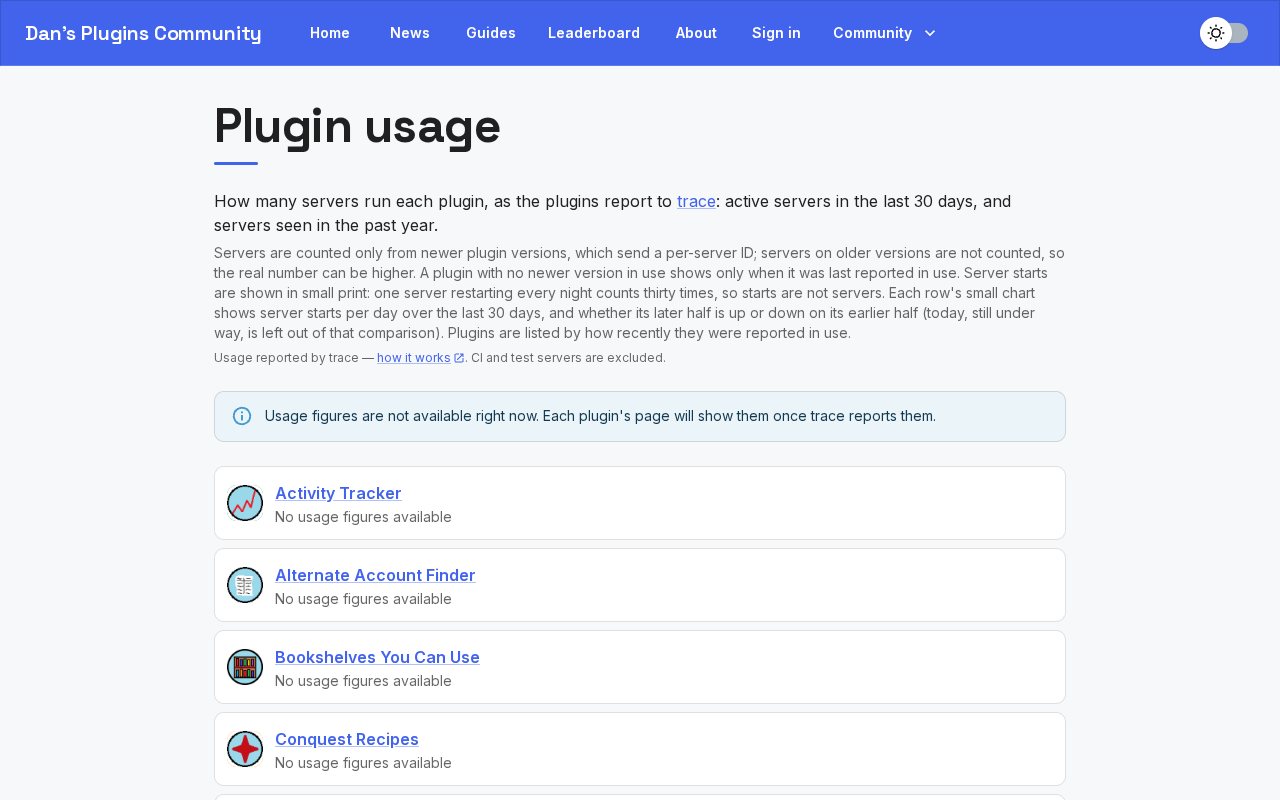 Dan's Plugins Community
Home
News
Guides
Leaderboard
About
Sign in
Community
Plugin usage
How many servers run each plugin, as the plugins report to trace: active servers in the last 30 days, and
servers seen in the past year.
Servers are counted only from newer plugin versions, which send a per-server ID; servers on older versions are not counted, so
the real number can be higher. A plugin with no newer version in use shows only when it was last reported in use. Server starts
are shown in small print: one server restarting every night counts thirty times, so starts are not servers. Each row's small chart
shows server starts per day over the last 30 days, and whether its later half is up or down on its earlier half (today, still under
way, is left out of that comparison). Plugins are listed by how recently they were reported in use.
Usage reported by trace — how it works. CI and test servers are excluded.
Usage figures are not available right now. Each plugin's page will show them once trace reports them.
Activity Tracker
No usage figures available
Alternate Account Finder
No usage figures available
Bookshelves You Can Use
No usage figures available
Conquest Recipes
No usage figures available